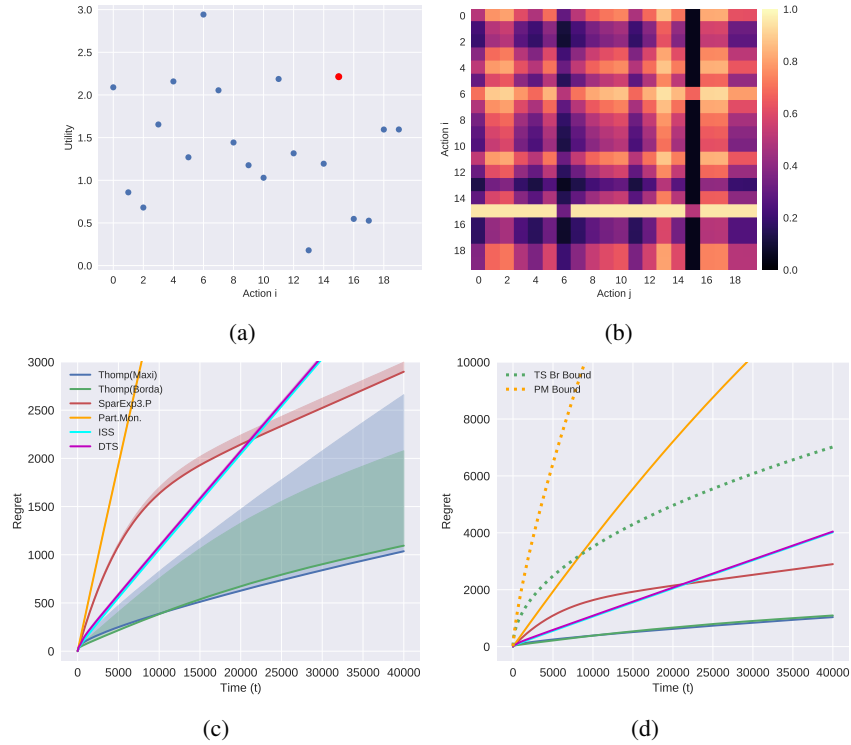 3.0
2.5
2.0
1.5
1.0
0.5
0.0
Utility
0 2 4 6 8 10 12 14 16 18
Action i
(a)
0
2
4
6
8
10
12
14
16
18
Action i
0 2 4 6 8 10 12 14 16 18
Action j
1.0
0.8
0.6
0.4
0.2
0.0
(b)
3000
2500
2000
1500
1000
500
0
Regret
Thomp(Maxi)
Thomp(Borda)
SparExp3.P
Part.Mon.
ISS
DTS
0 5000 10000 15000 20000 25000 30000 35000 40000
Time (t)
(c)
10000
8000
6000
4000
2000
0
Regret
TS Br Bound
PM Bound
0 5000 10000 15000 20000 25000 30000 35000 40000
Time (t)
(d)